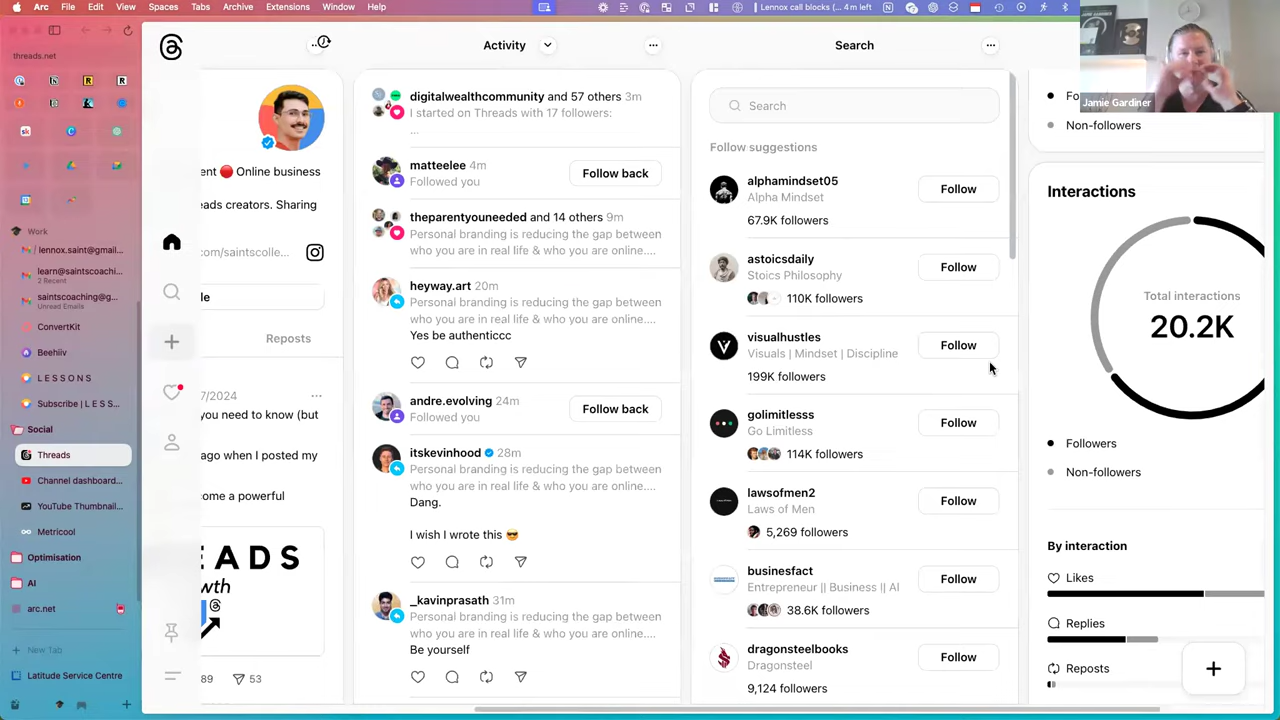 Arc
File
Edit
View
Spaces
Tabs
Archive
Extensions
Window
Help
Lennox call blocks (... 4m left
threads.net
Work
lennox.saint@gmail...
learn@saintscoachi...
2 Recent
saintscoaching@g...
Unread Emails
ConvertKit
Beehiiv
L E S S O N S
Subscribe | L E S S...
Social
Threads
Channel dashboard...
YouTube Thumbnail...
Metricool
Optimisation
AI
arc.net
New Tab
Latitude Service Centre
ent 🔴 Online business
eads creators. Sharing
com/saintscolle...
le
Reposts
7/2024
you need to know (but
ago when I posted my
come a powerful
EADS
wth
89
53
Activity
digitalwealthcommunity and 57 others 3m
I started on Threads with 17 followers:
...
matteelee 4m
Followed you
Follow back
theparentyouneeded and 14 others 9m
Personal branding is reducing the gap between
who you are in real life & who you are online....
heyway.art 20m
Personal branding is reducing the gap between
who you are in real life & who you are online....
Yes be authenticcc
andre.evolving 24m
Followed you
Follow back
itskevinhood 28m
Personal branding is reducing the gap between
who you are in real life & who you are online....
Dang.
I wish I wrote this 😎
_kavinprasath 31m
Personal branding is reducing the gap between
who you are in real life & who you are online....
Be yourself
Search
Search
Follow suggestions
alphamindset05
Alpha Mindset
67.9K followers
Follow
astoicsdaily
Stoics Philosophy
110K followers
Follow
visualhustles
Visuals | Mindset | Discipline
199K followers
Follow
golimitlesss
Go Limitless
114K followers
Follow
lawsofmen2
Laws of Men
5,269 followers
Follow
businesfact
Entrepreneur || Business || AI
38.6K followers
Follow
dragonsteelbooks
Dragonsteel
9,124 followers
Follow
Jamie Gardiner
Fo
Non-followers
Interactions
Total interactions
20.2K
Followers
Non-followers
By interaction
Likes
Replies
Reposts